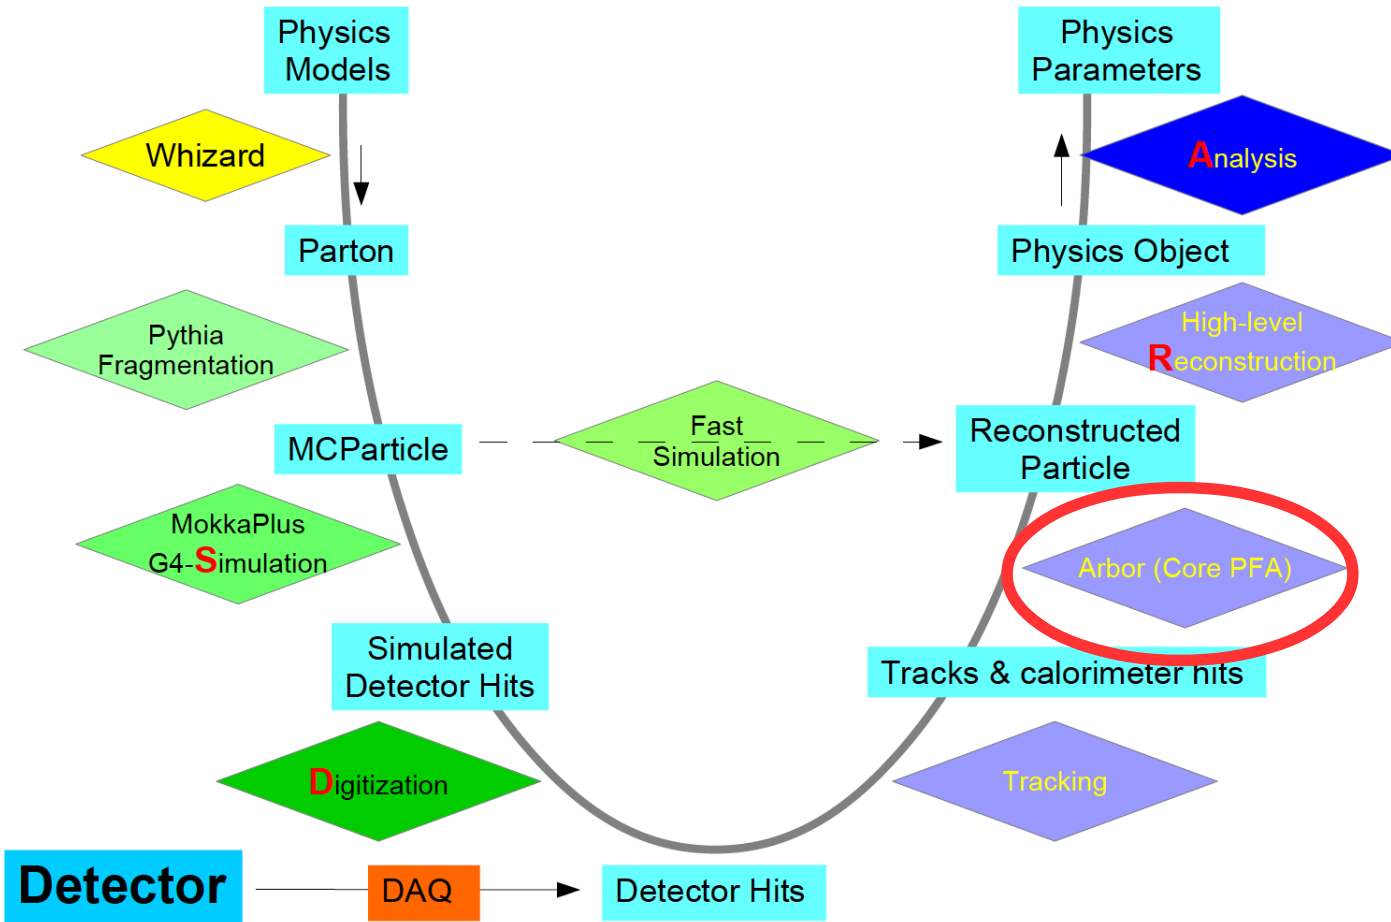 Physics
Models
Physics
Parameters
Whizard
Analysis
Parton
Physics Object
Pythia
Fragmentation
High-level
Reconstruction
MCParticle
Fast
Simulation
Reconstructed
Particle
MokkaPlus
G4-Simulation
Arbor (Core PFA)
Simulated
Detector Hits
Tracks & calorimeter hits
Digitization
Tracking
Detector
DAQ
Detector Hits